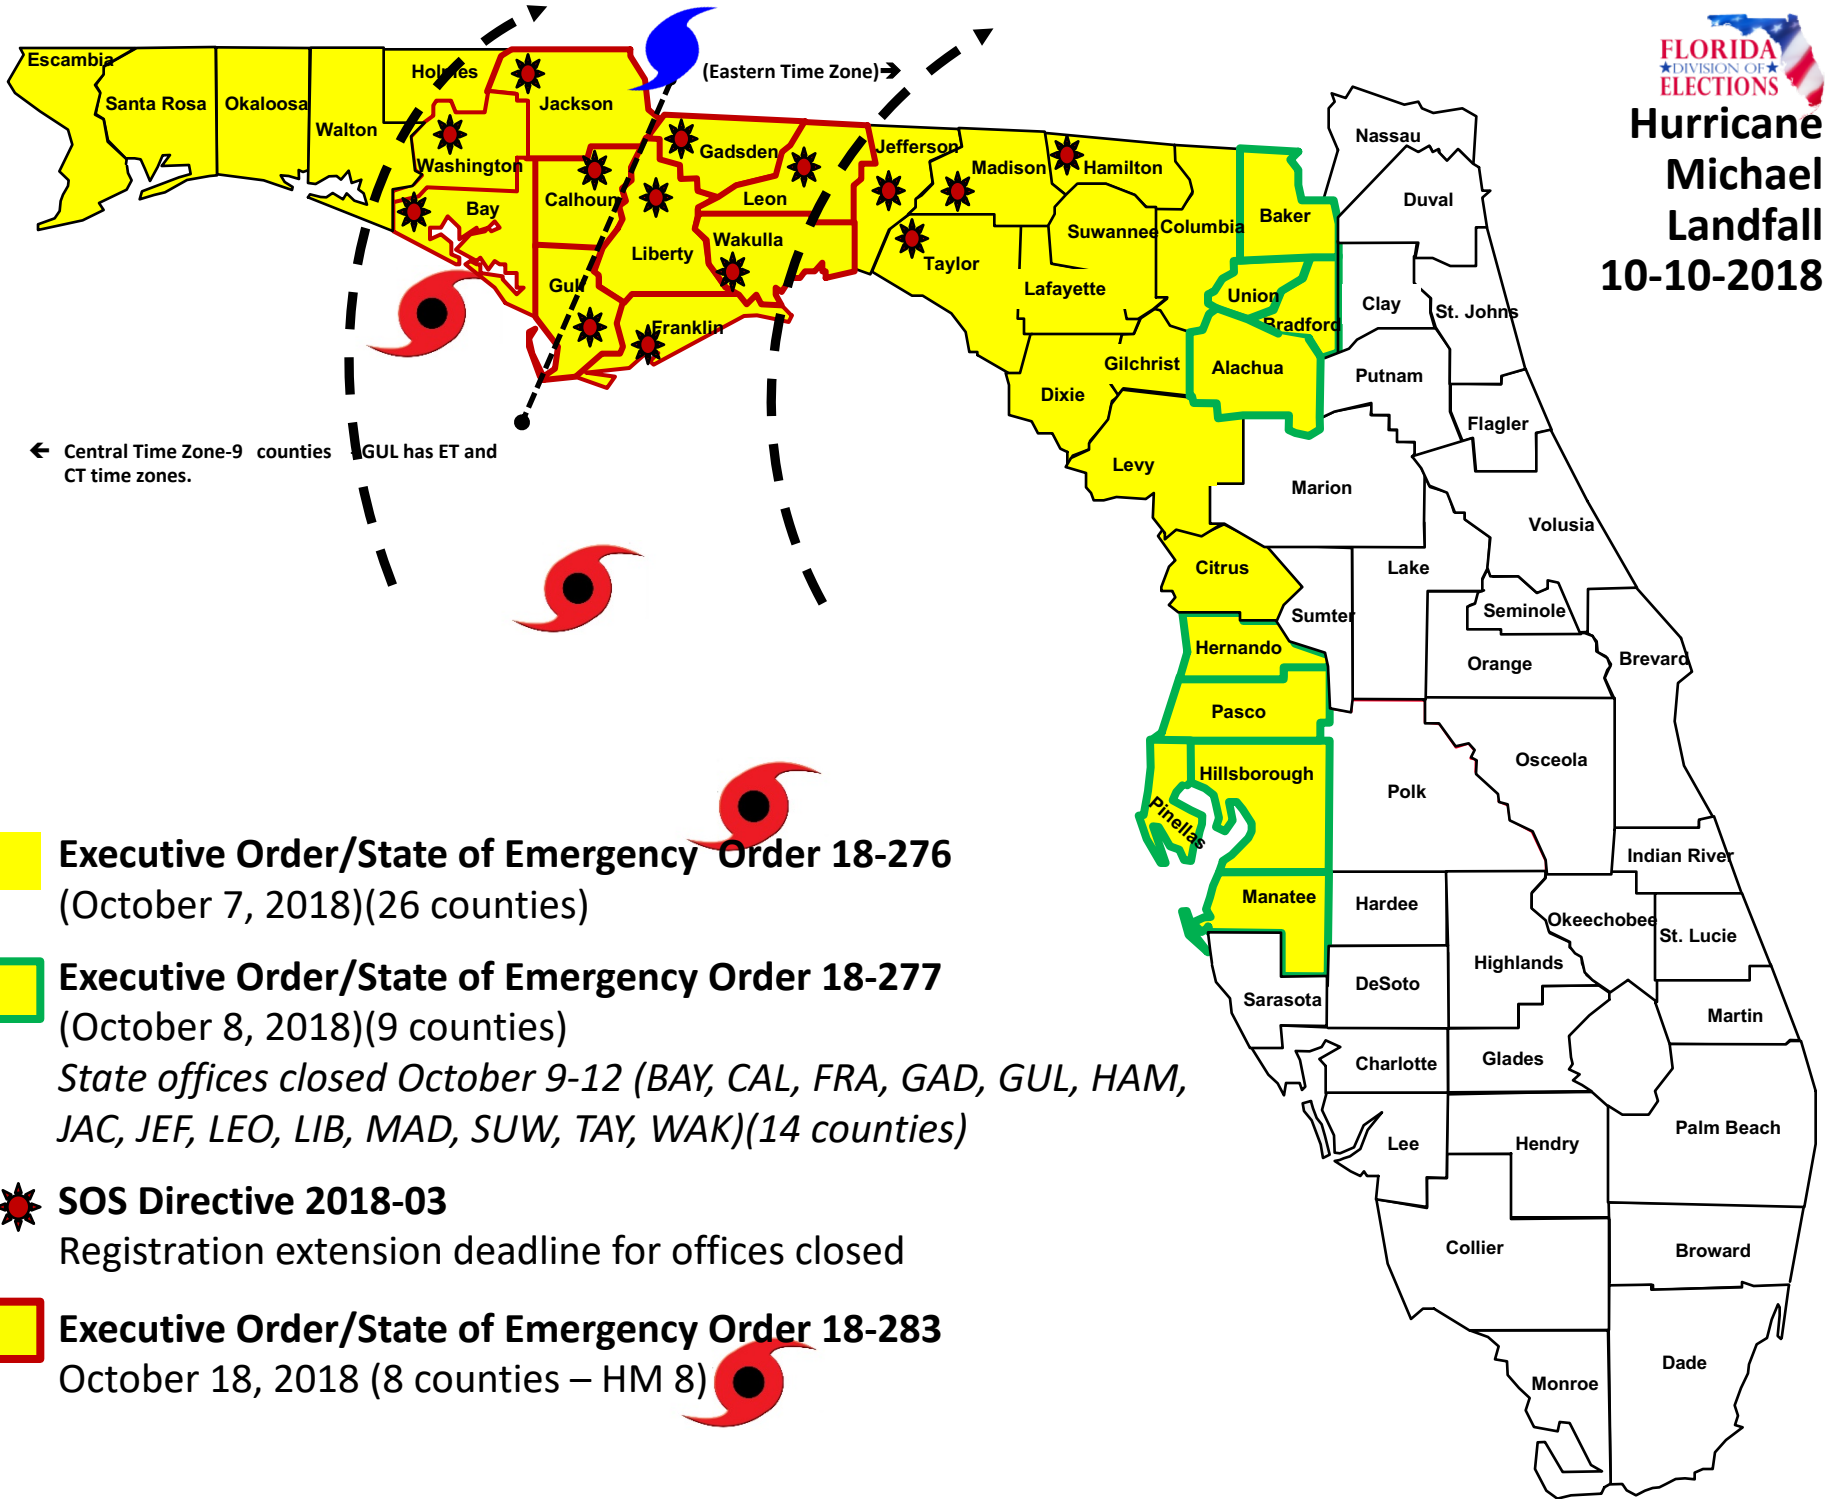 FLORIDA
★DIVISION OF★
ELECTIONS
Hurricane
Michael
Landfall
10-10-2018
(Eastern Time Zone)→
Escambia
Santa Rosa
Okaloosa
Walton
Holmes
Jackson
Washington
Bay
Calhoun
Gulf
Gadsden
Leon
Liberty
Wakulla
Franklin
Jefferson
Madison
Hamilton
Taylor
Suwannee
Columbia
Lafayette
Baker
Union
Bradford
Nassau
Duval
Clay
St. Johns
Gilchrist
Alachua
Putnam
Dixie
Flagler
Levy
Marion
Volusia
← Central Time Zone-9 counties GUL has ET and
CT time zones.
Citrus
Lake
Sumter
Seminole
Hernando
Orange
Brevard
Pasco
Osceola
Hillsborough
Polk
Pinellas
Indian River
Manatee
Hardee
Okeechobee
St. Lucie
Highlands
DeSoto
Sarasota
Martin
Charlotte
Glades
Lee
Hendry
Palm Beach
Collier
Broward
Dade
Monroe
Executive Order/State of Emergency Order 18-276
(October 7, 2018)(26 counties)
Executive Order/State of Emergency Order 18-277
(October 8, 2018)(9 counties)
State offices closed October 9-12 (BAY, CAL, FRA, GAD, GUL, HAM,
JAC, JEF, LEO, LIB, MAD, SUW, TAY, WAK)(14 counties)
SOS Directive 2018-03
Registration extension deadline for offices closed
Executive Order/State of Emergency Order 18-283
October 18, 2018 (8 counties – HM 8)